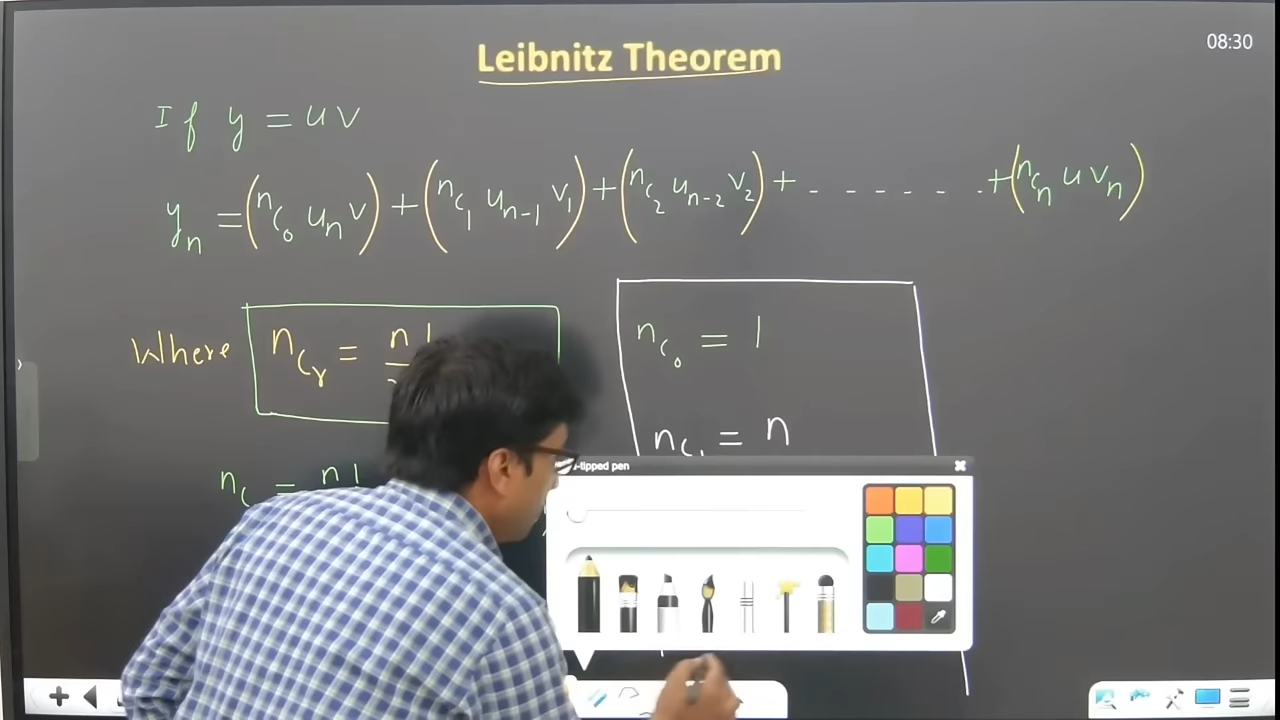 Leibnitz Theorem
08:30
If y = uv
yₙ = (ⁿC₀ uₙ v) + (ⁿC₁ uₙ₋₁ v₁) + (ⁿC₂ uₙ₋₂ v₂) + - - - - - - . + (ⁿCₙ u vₙ)
Where ⁿCᵣ = n!
ⁿC₀ = 1
ⁿC₁ = n
-tipped pen
ⁿC = n!